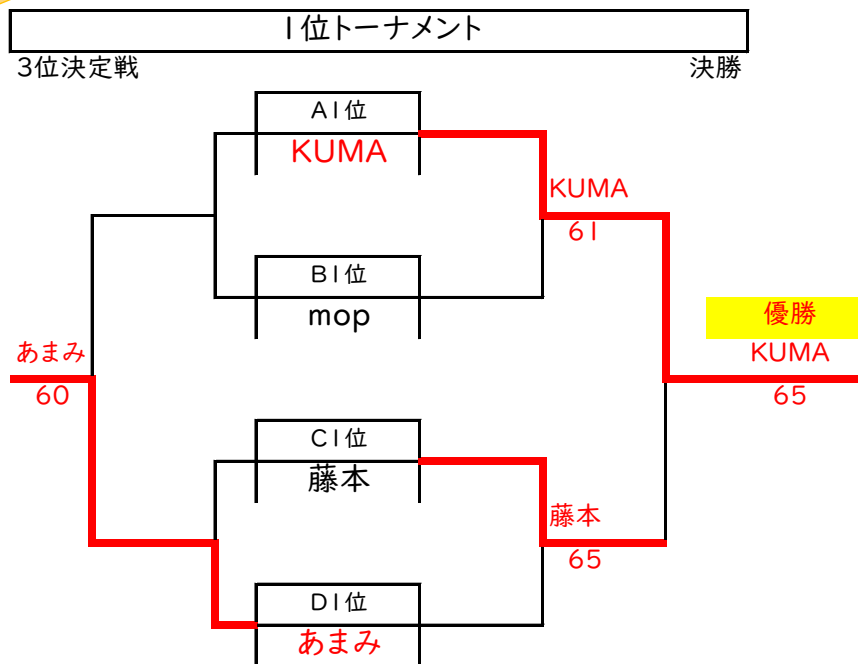 1位トーナメント
3位決定戦 決勝
A1位
KUMA
KUMA
61
B1位
mop
優勝
あまみ KUMA
60 65
C1位
藤本
藤本
65
D1位
あまみ